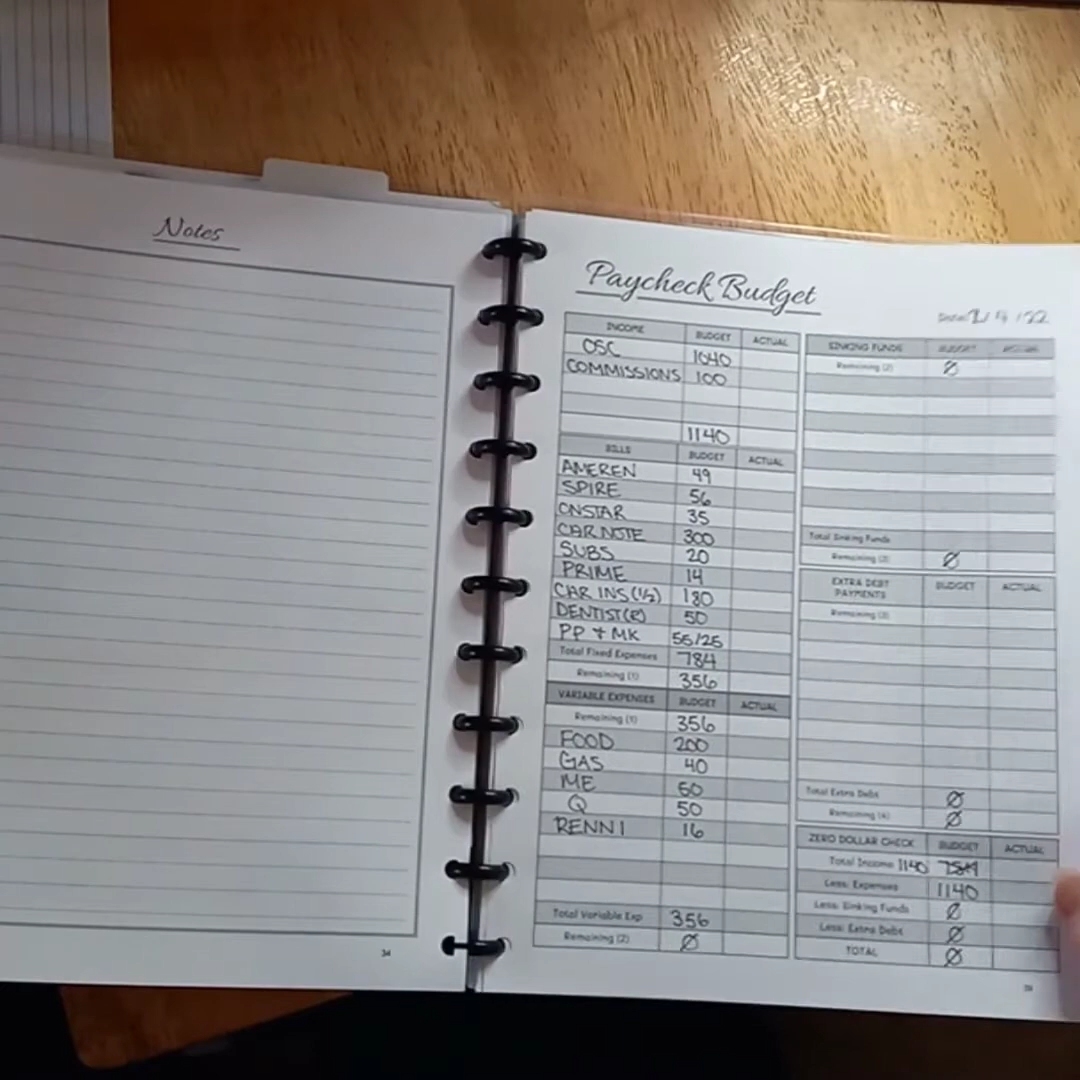 Notes
34
Paycheck Budget
INCOME BUDGET ACTUAL
OSC 1040
COMMISSIONS 100
1140
BILLS BUDGET ACTUAL
AMEREN 49
SPIRE 56
ONSTAR 35
CAR NOTE 300
SUBS 20
PRIME 14
CAR INS (1/2) 180
DENTIST(R) 50
PP + MK 55/25
Total Fixed Expenses 784
Remaining (1) 356
VARIABLE EXPENSES BUDGET ACTUAL
Remaining (1) 356
FOOD 200
GAS 40
ME 50
Q 50
RENNI 16
Total Variable Exp 356
Remaining (2) Ø
Date: /22
SINKING FUNDS BUDGET ACTUAL
Remaining (2) Ø
Total Sinking Funds
Remaining (3) Ø
EXTRA DEBT PAYMENTS BUDGET ACTUAL
Remaining (3)
Total Extra Debt Ø
Remaining (4) Ø
ZERO DOLLAR CHECK BUDGET ACTUAL
Total Income 1140
Less: Expenses 1140
Less: Sinking Funds Ø
Less: Extra Debt Ø
TOTAL Ø